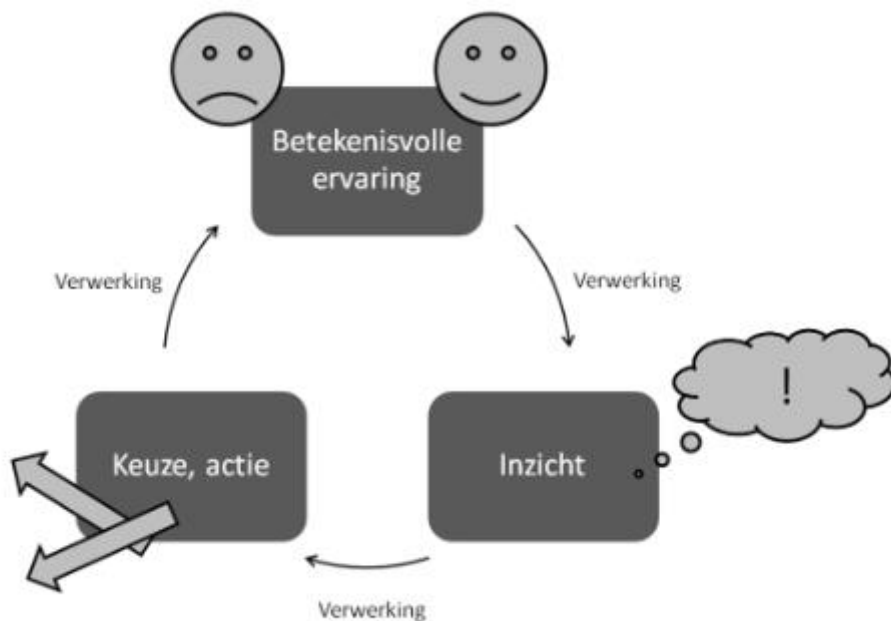 Betekenisvolle
ervaring
Verwerking
Verwerking
!
Keuze, actie
Inzicht
Verwerking